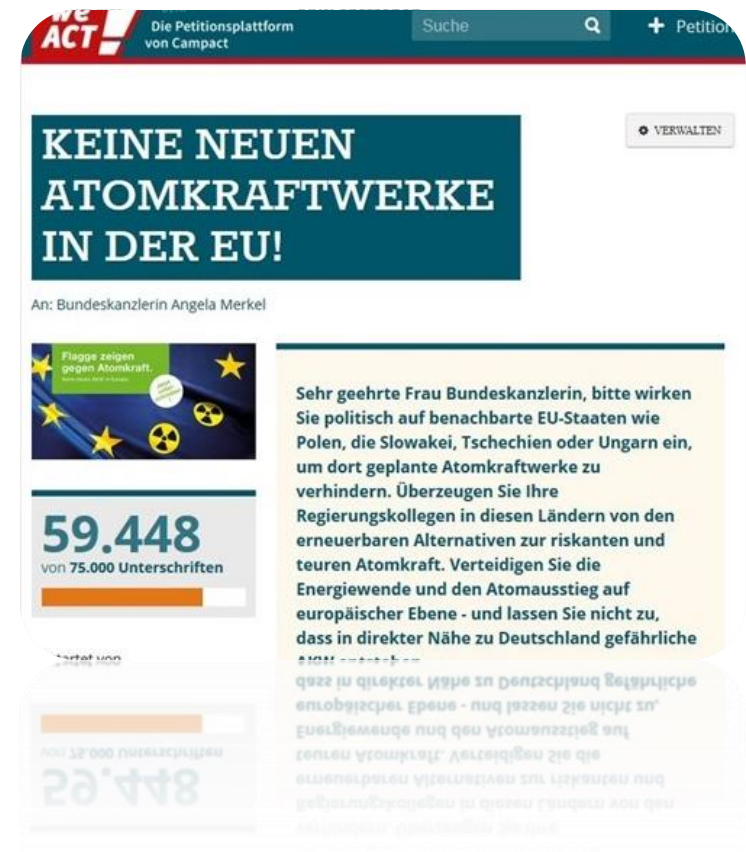 we
ACT!
Die Petitionsplattform
von Campact
Suche
+ Petition
KEINE NEUEN
ATOMKRAFTWERKE
IN DER EU!
VERWALTEN
An: Bundeskanzlerin Angela Merkel
Flagge zeigen
gegen Atomkraft.
59.448
von 75.000 Unterschriften
Sehr geehrte Frau Bundeskanzlerin, bitte wirken
Sie politisch auf benachbarte EU-Staaten wie
Polen, die Slowakei, Tschechien oder Ungarn ein,
um dort geplante Atomkraftwerke zu
verhindern. Überzeugen Sie Ihre
Regierungskollegen in diesen Ländern von den
erneuerbaren Alternativen zur riskanten und
teuren Atomkraft. Verteidigen Sie die
Energiewende und den Atomausstieg auf
europäischer Ebene - und lassen Sie nicht zu,
dass in direkter Nähe zu Deutschland gefährliche
AKW entstehen